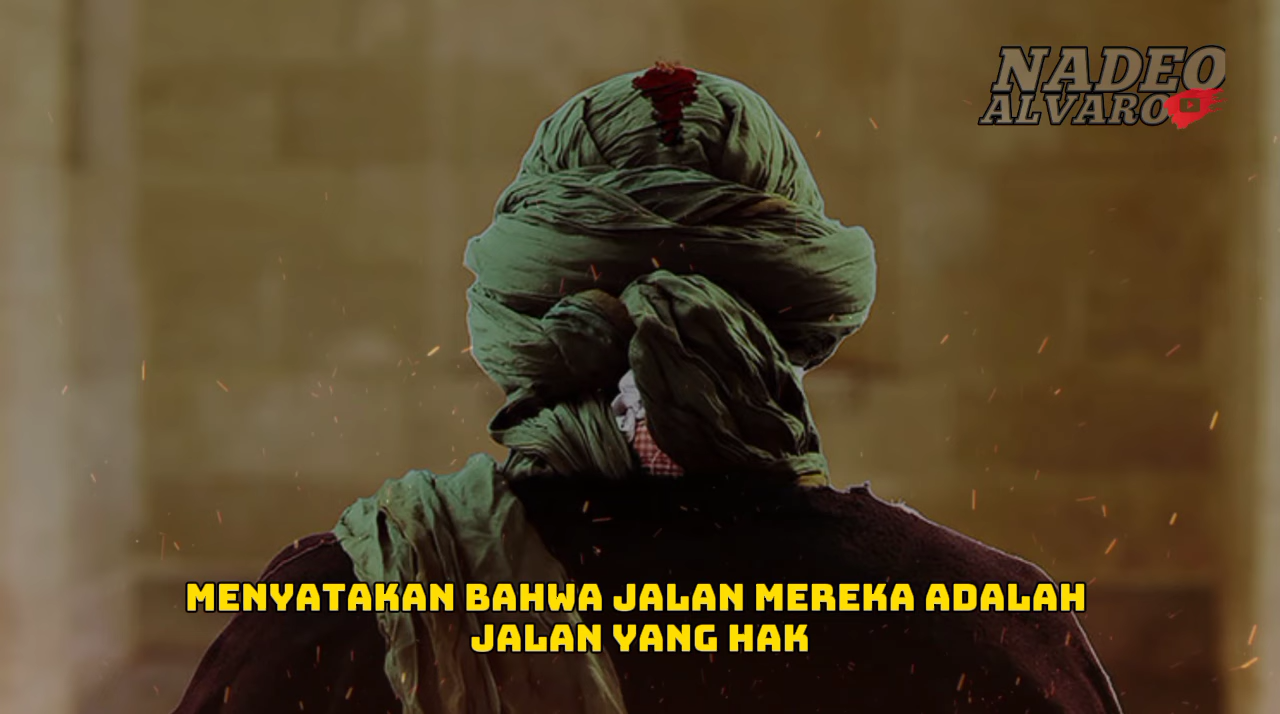 NADEO
ALVARO
MENYATAKAN BAHWA JALAN MEREKA ADALAH
JALAN YANG HAK